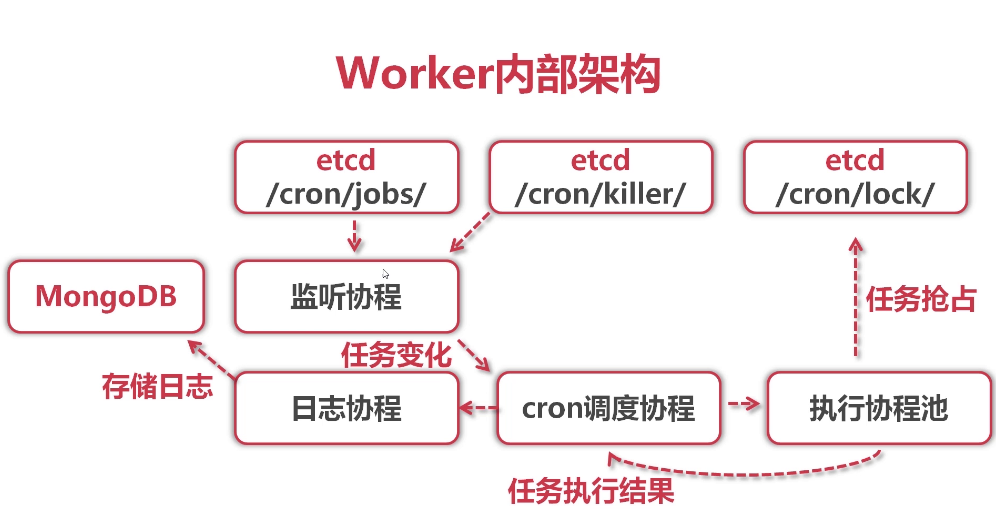 Worker内部架构
etcd
/cron/jobs/
etcd
/cron/killer/
etcd
/cron/lock/
MongoDB
监听协程
任务抢占
任务变化
存储日志
日志协程
cron调度协程
执行协程池
任务执行结果